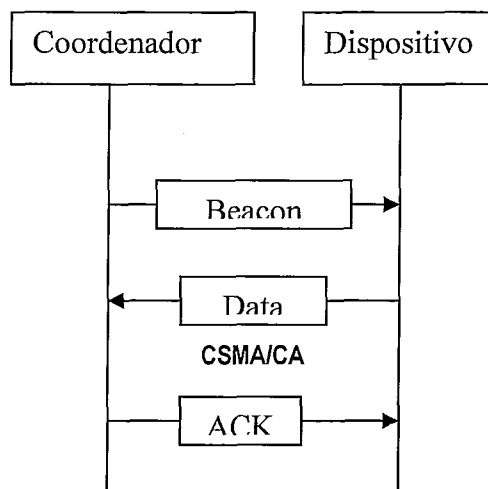 Coordenador
Dispositivo
Beacon
Data
CSMA/CA
ACK